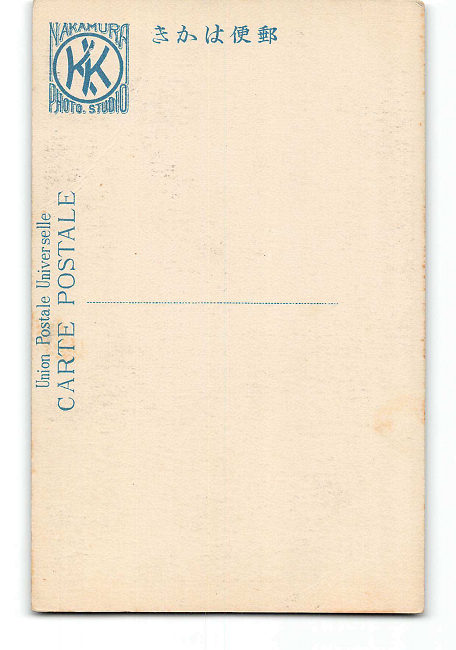 NAKAMURA
KK
PHOTO. STUDIO
きかは便郵
Union Postale Universelle
CARTE POSTALE